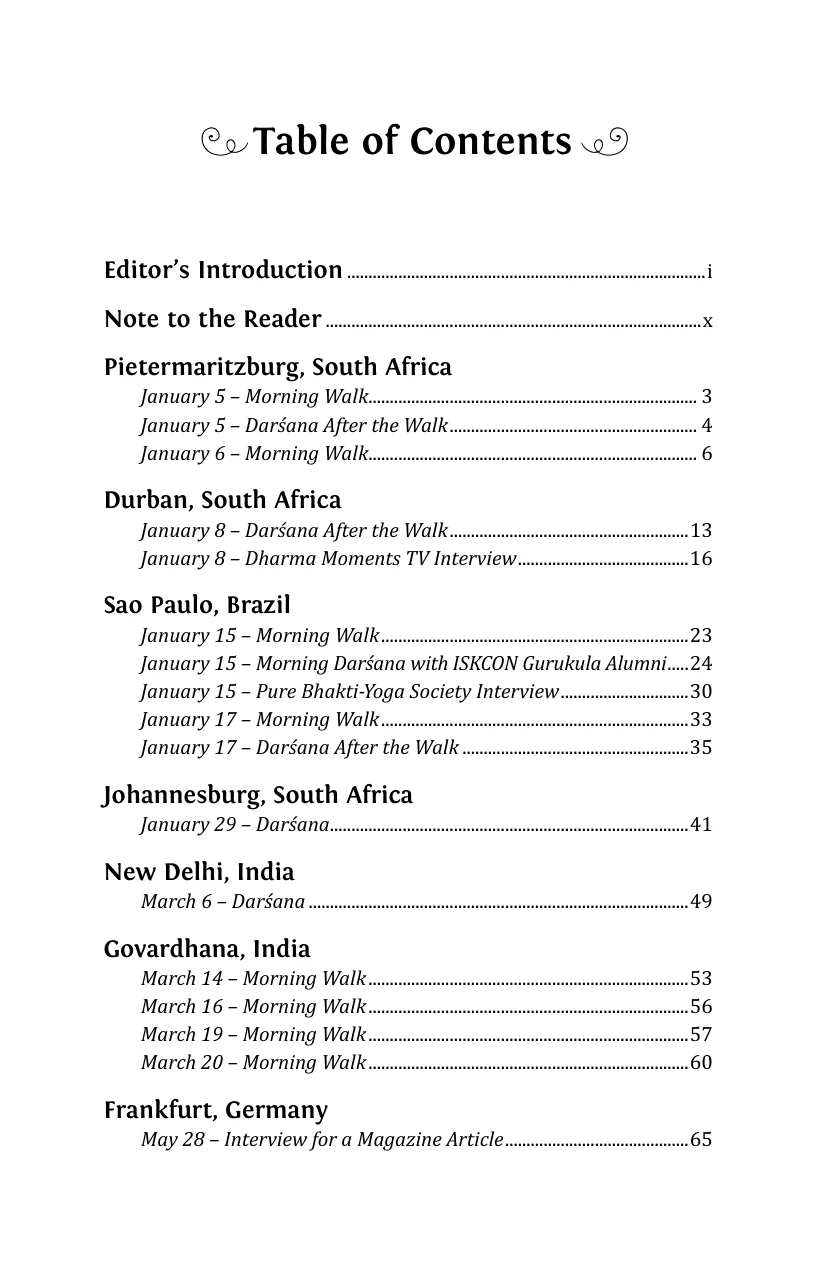 Table of Contents
Editor’s Introduction ..................................................................................... i
Note to the Reader ......................................................................................... x
Pietermaritzburg, South Africa
January 5 – Morning Walk............................................................................. 3
January 5 – Darśana After the Walk.......................................................... 4
January 6 – Morning Walk............................................................................. 6
Durban, South Africa
January 8 – Darśana After the Walk........................................................13
January 8 – Dharma Moments TV Interview........................................16
Sao Paulo, Brazil
January 15 – Morning Walk........................................................................23
January 15 – Morning Darśana with ISKCON Gurukula Alumni.....24
January 15 – Pure Bhakti-Yoga Society Interview..............................30
January 17 – Morning Walk........................................................................33
January 17 – Darśana After the Walk .....................................................35
Johannesburg, South Africa
January 29 – Darśana....................................................................................41
New Delhi, India
March 6 – Darśana .........................................................................................49
Govardhana, India
March 14 – Morning Walk...........................................................................53
March 16 – Morning Walk...........................................................................56
March 19 – Morning Walk...........................................................................57
March 20 – Morning Walk...........................................................................60
Frankfurt, Germany
May 28 – Interview for a Magazine Article...........................................65